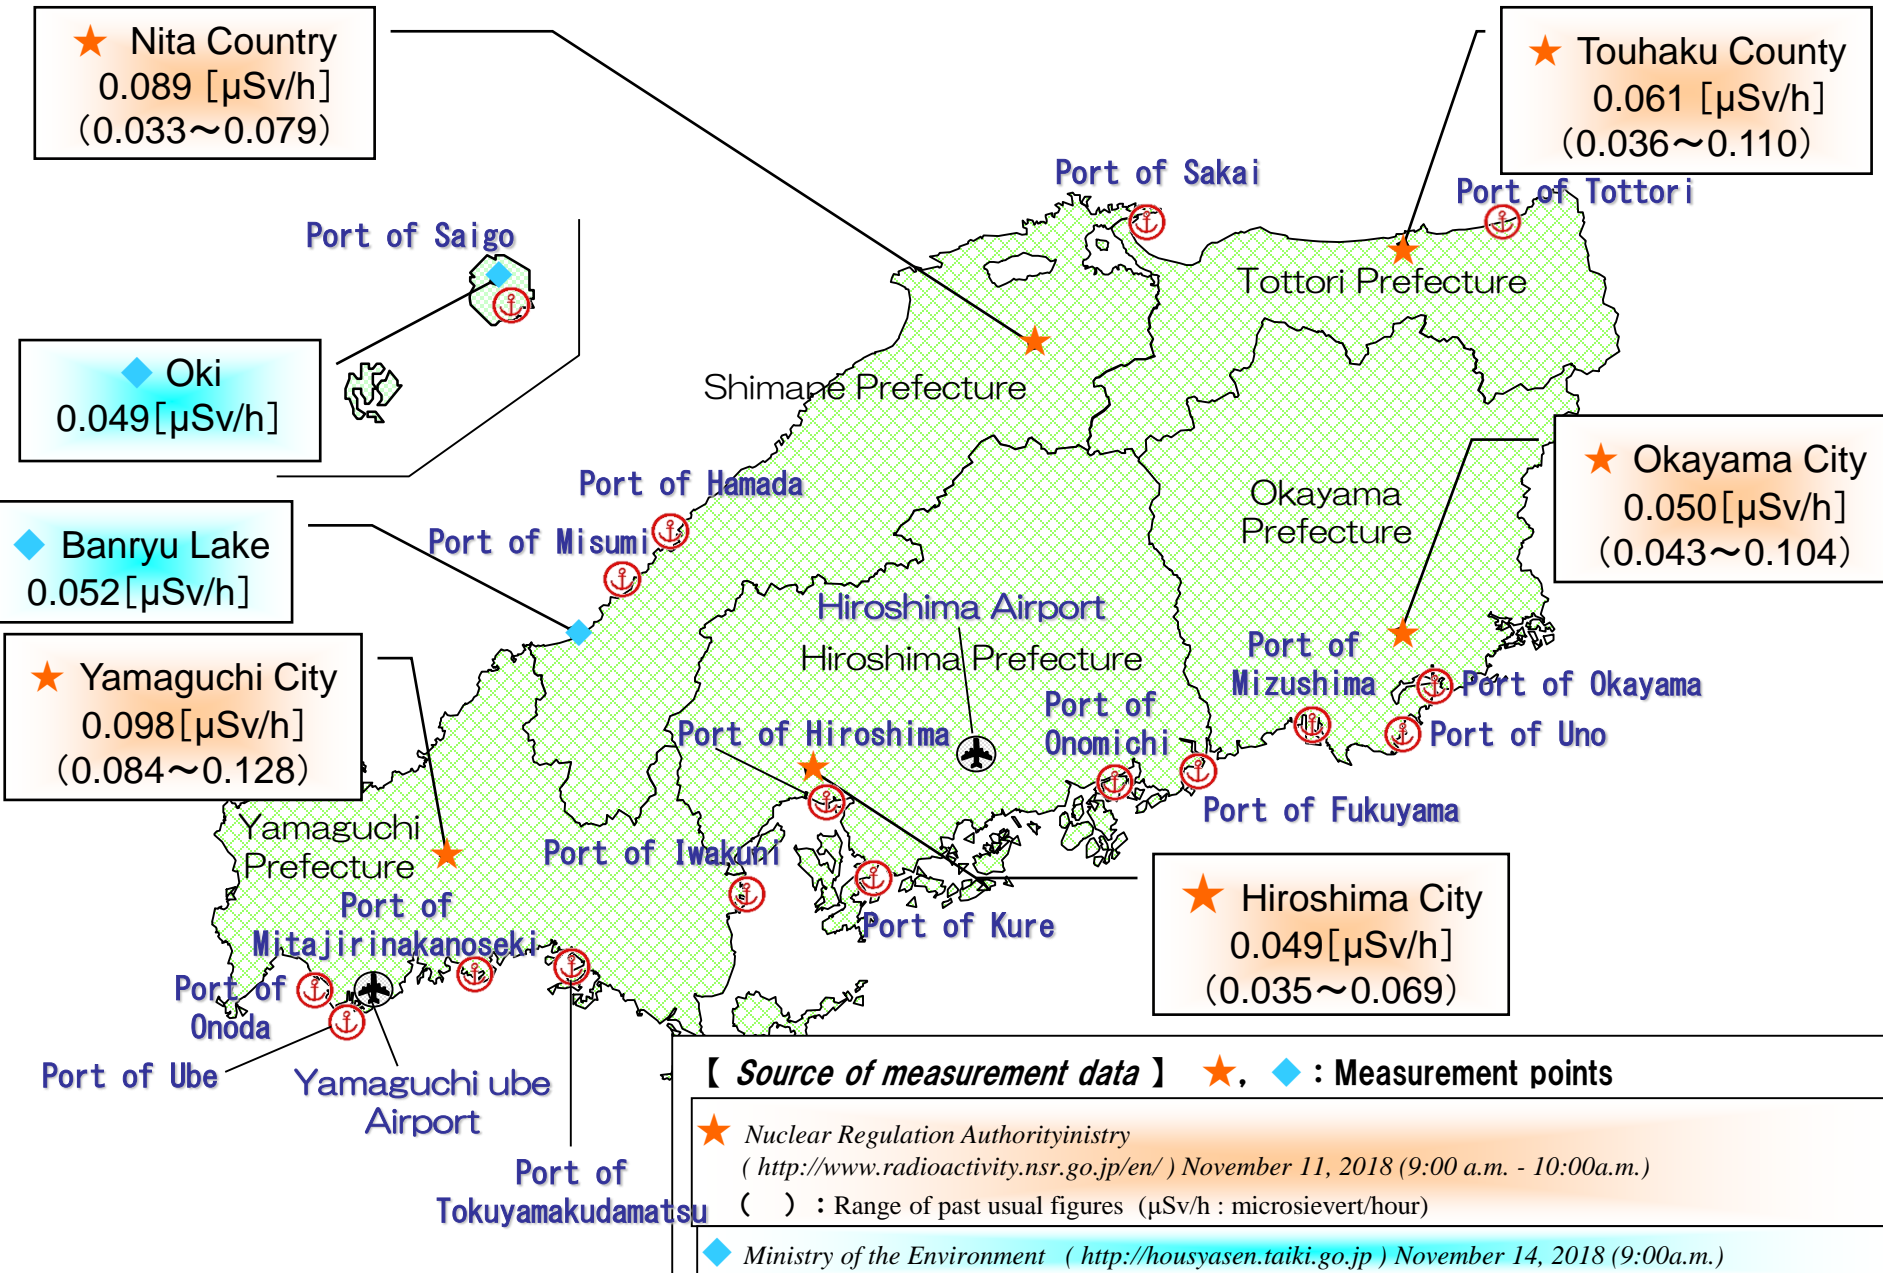 ★ Nita Country
0.089 [μSv/h]
（0.033～0.079）
★ Touhaku County
0.061 [μSv/h]
（0.036～0.110）
Port of Sakai
Port of Tottori
Port of Saigo
Tottori Prefecture
◆ Oki
0.049[μSv/h]
Shimane Prefecture
★ Okayama City
0.050[μSv/h]
（0.043～0.104）
Port of Hamada
Okayama
Prefecture
Port of Misumi
◆ Banryu Lake
0.052[μSv/h]
Hiroshima Airport
Hiroshima Prefecture
Port of
Mizushima
★ Yamaguchi City
0.098[μSv/h]
（0.084～0.128）
Port of Okayama
Port of
Onomichi
Port of Hiroshima
Port of Uno
Port of Fukuyama
Yamaguchi
Prefecture
Port of Iwakuni
★ Hiroshima City
0.049[μSv/h]
（0.035～0.069）
Port of
Mitajirinakanoseki
Port of Kure
Port of
Onoda
Port of Ube
Yamaguchi ube
Airport
Port of
Tokuyamakudamatsu
【 Source of measurement data 】 ★, ◆ : Measurement points
★ Nuclear Regulation Authorityinistry
( http://www.radioactivity.nsr.go.jp/en/ ) November 11, 2018 (9:00 a.m. - 10:00a.m.)
(　) : Range of past usual figures (μSv/h : microsievert/hour)
◆ Ministry of the Environment ( http://housyasen.taiki.go.jp ) November 14, 2018 (9:00a.m.)